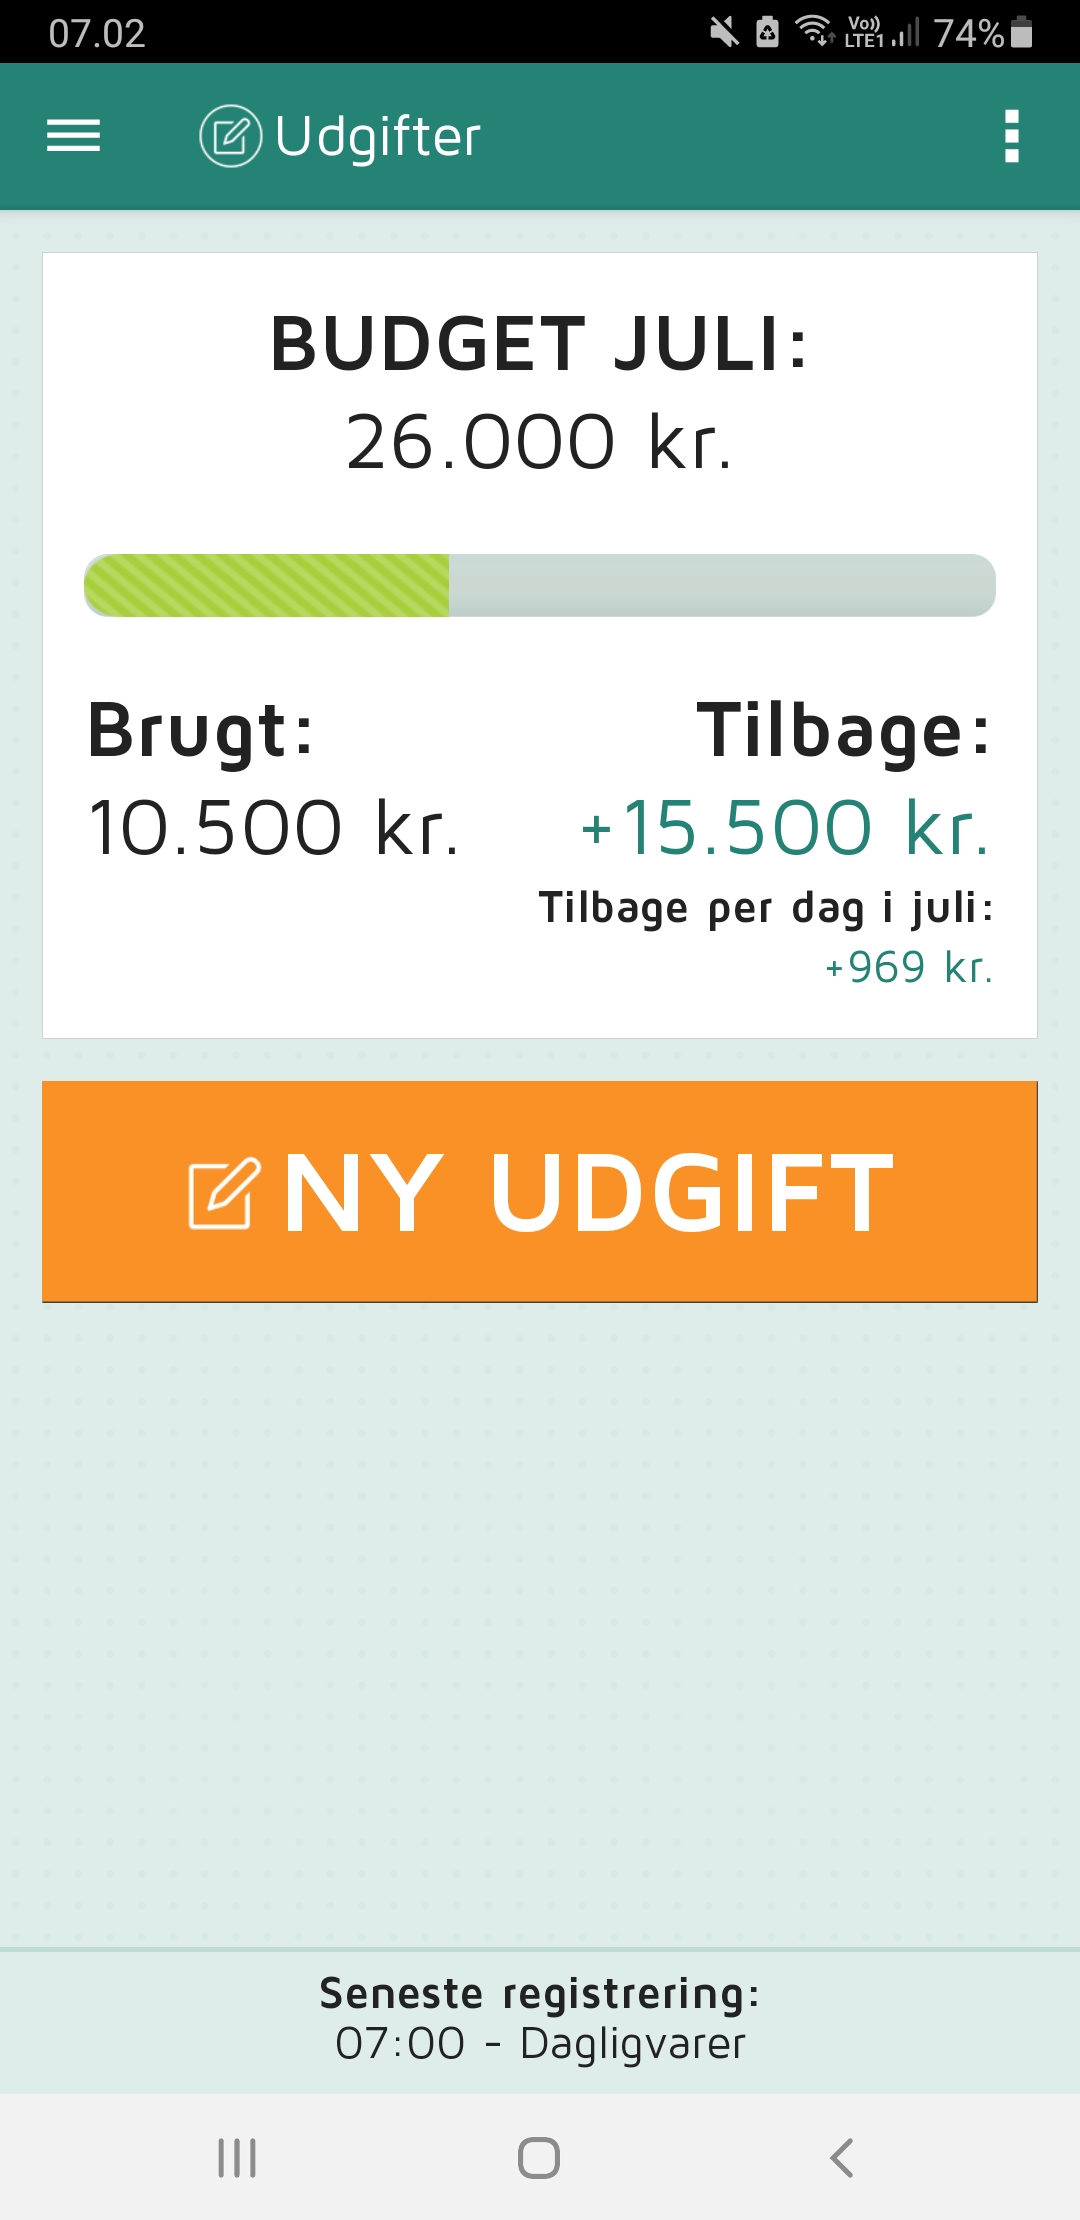 07.02
Vo)) LTE1 74%
Udgifter
BUDGET JULI:
26.000 kr.
Brugt: Tilbage:
10.500 kr. +15.500 kr.
Tilbage per dag i juli:
+969 kr.
NY UDGIFT
Seneste registrering:
07:00 - Dagligvarer